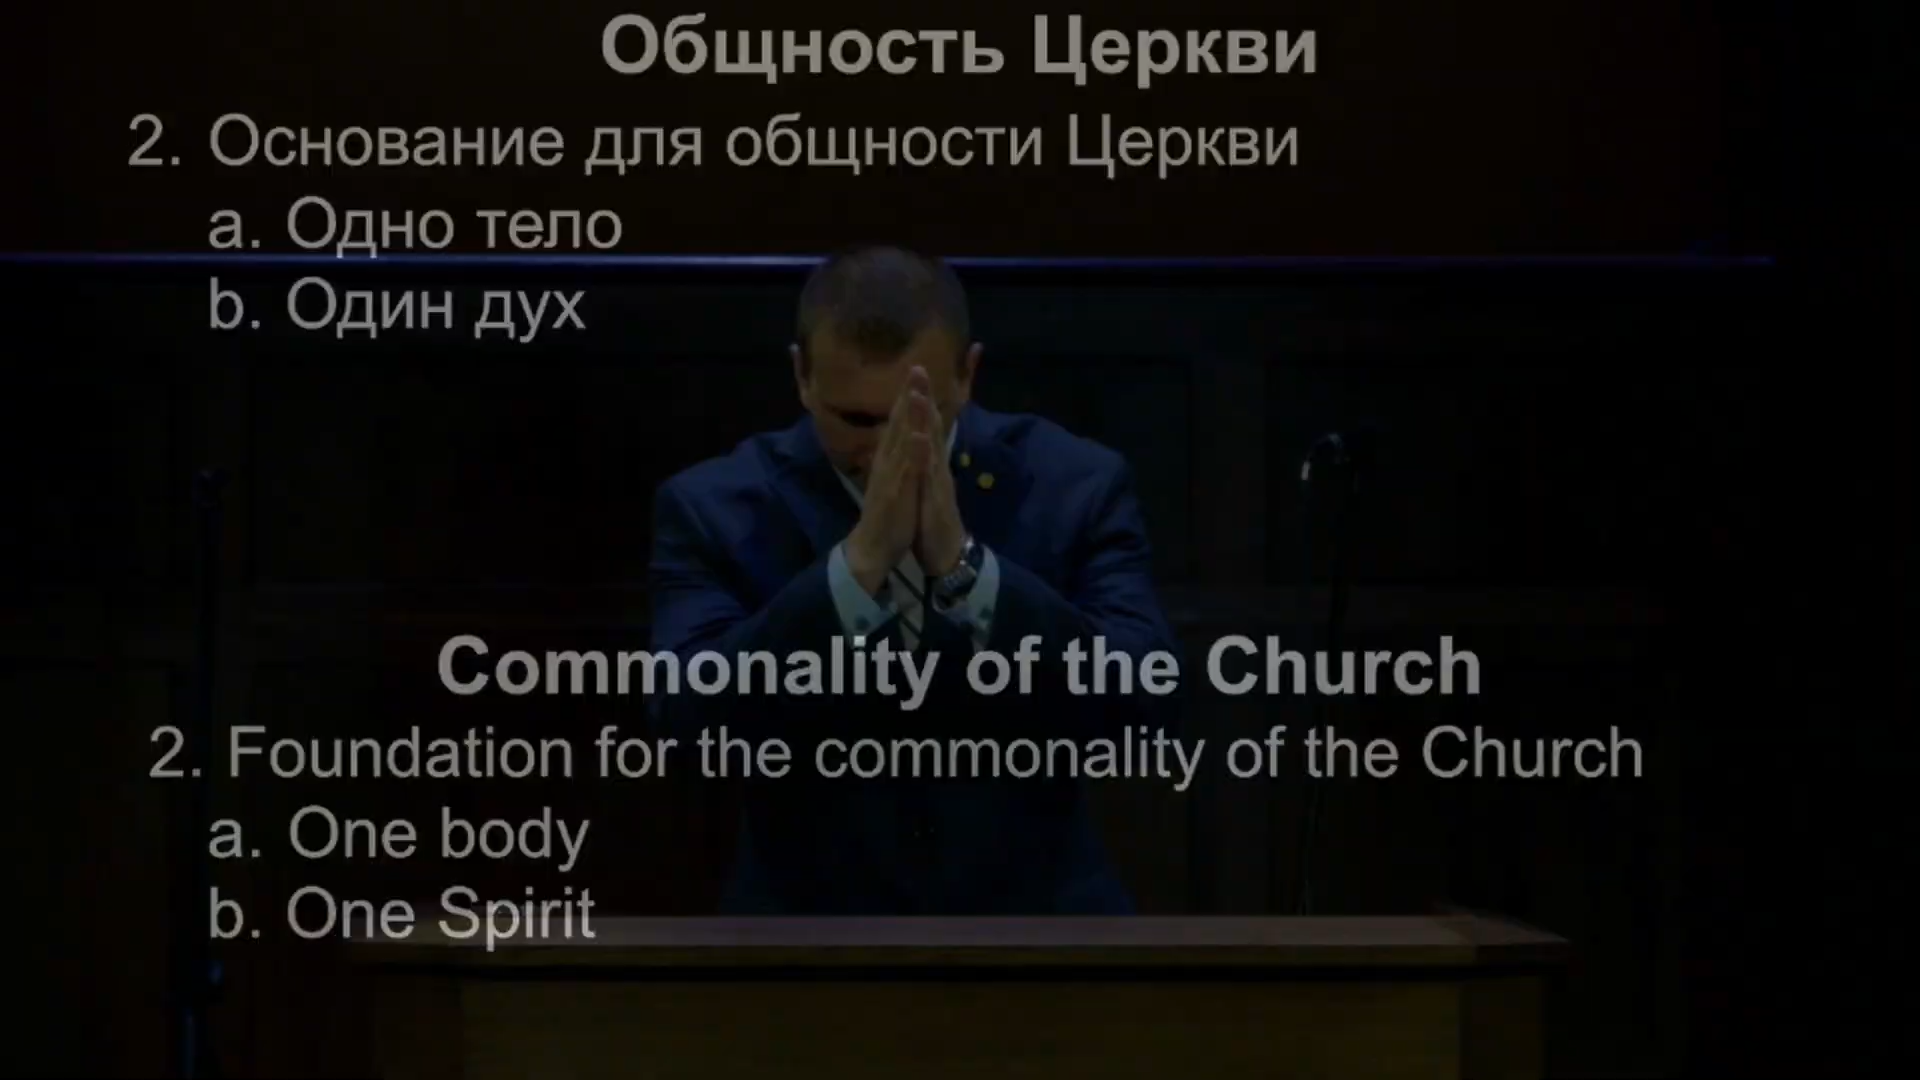 Общность Церкви
2. Основание для общности Церкви
a. Одно тело
b. Один дух
Commonality of the Church
2. Foundation for the commonality of the Church
a. One body
b. One Spirit